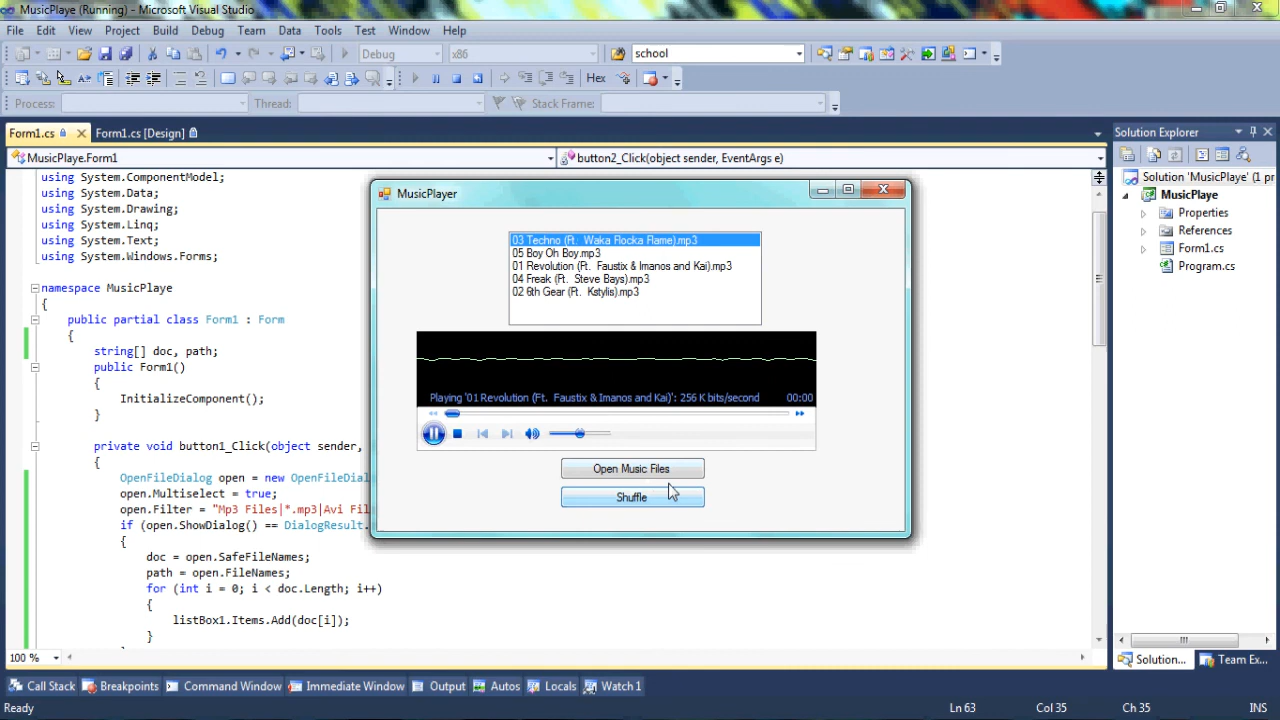 MusicPlaye (Running) - Microsoft Visual Studio
File Edit View Project Build Debug Team Data Tools Test Window Help
Debug x86 school
Hex
Process: Thread: Stack Frame:
Form1.cs Form1.cs [Design]
MusicPlaye.Form1 button2_Click(object sender, EventArgs e)
using System.ComponentModel;
using System.Data;
using System.Drawing;
using System.Linq;
using System.Text;
using System.Windows.Forms;
namespace MusicPlaye
{
public partial class Form1 : Form
{
string[] doc, path;
public Form1()
{
InitializeComponent();
}
private void button1_Click(object sender,
{
OpenFileDialog open = new OpenFileDial
open.Multiselect = true;
open.Filter = "Mp3 Files|*.mp3|Avi Fil
if (open.ShowDialog() == DialogResult.
{
doc = open.SafeFileNames;
path = open.FileNames;
for (int i = 0; i < doc.Length; i++)
{
listBox1.Items.Add(doc[i]);
}
100 %
MusicPlayer
03 Techno (Ft.  Waka Flocka Flame).mp3
05 Boy Oh Boy.mp3
01 Revolution (Ft.  Faustix & Imanos and Kai).mp3
04 Freak (Ft.  Steve Bays).mp3
02 6th Gear (Ft.  Kstylis).mp3
Playing '01 Revolution (Ft.  Faustix & Imanos and Kai)': 256 K bits/second 00:00
Open Music Files
Shuffle
Solution Explorer
Solution 'MusicPlaye' (1 pr
MusicPlaye
Properties
References
Form1.cs
Program.cs
Solution... Team Ex...
Call Stack Breakpoints Command Window Immediate Window Output Autos Locals Watch 1
Ready Ln 63 Col 35 Ch 35 INS